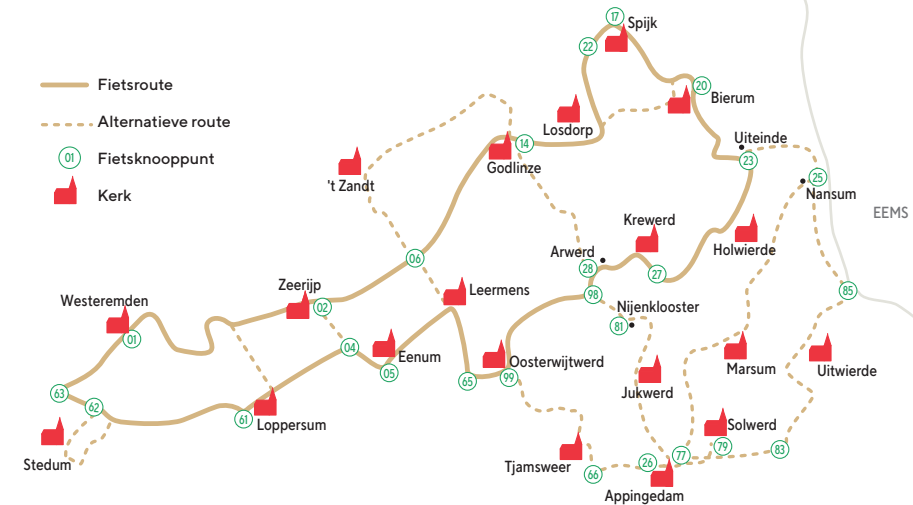 Fietsroute
Alternatieve route
01
Fietsknooppunt
Kerk
17
Spijk
22
20
Bierum
Losdorp
14
Godlinze
Uiteinde
23
't Zandt
25
Nansum
EEMS
Krewerd
Holwierde
Arwerd
28
27
06
98
85
Leermens
Zeerijp
02
Westeremden
01
Nijenklooster
81
04
Eenum
05
65
Oosterwijtwerd
99
Marsum
Uitwierde
Jukwerd
63
62
61
Loppersum
Stedum
Solwerd
79
83
77
26
Tjamsweer
66
Appingedam